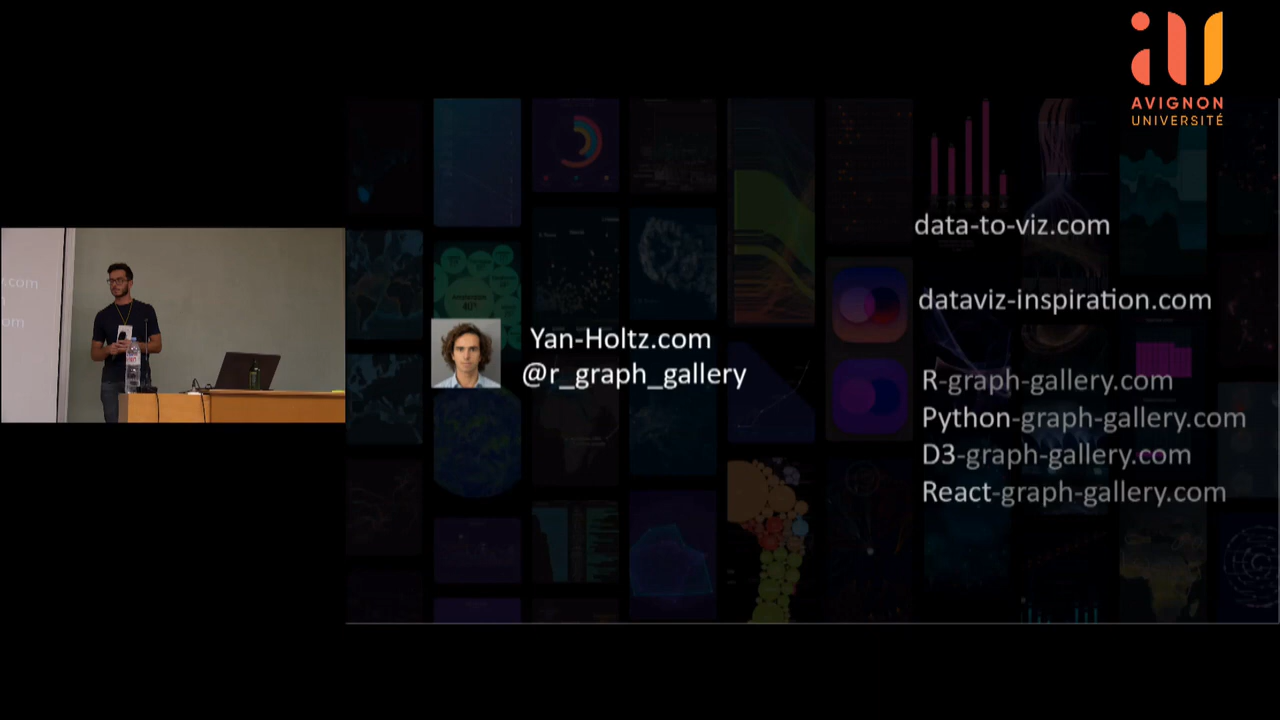 AVIGNON
UNIVERSITÉ
data-to-viz.com
dataviz-inspiration.com
Yan-Holtz.com
@r_graph_gallery
R-graph-gallery.com
Python-graph-gallery.com
D3-graph-gallery.com
React-graph-gallery.com